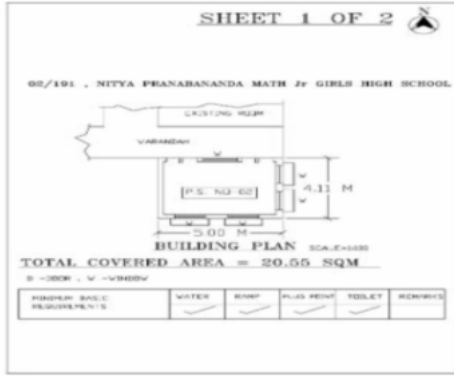 SHEET 1 OF 2
N
02/191 , NITYA PRANABANANDA MATH Jr GIRLS HIGH SCHOOL
EXISTING ROOM
VARANDAH
D W D
W
P.S. NO-02
4.11 M
W
W W
5.00 M
BUILDING PLAN
TOTAL COVERED AREA = 20.55 SQM
D -DOOR , W -WINDOW
MINIMUM BASIC REQUIREMENTS WATER RAMP PLUG POINT TOILET REMARKS